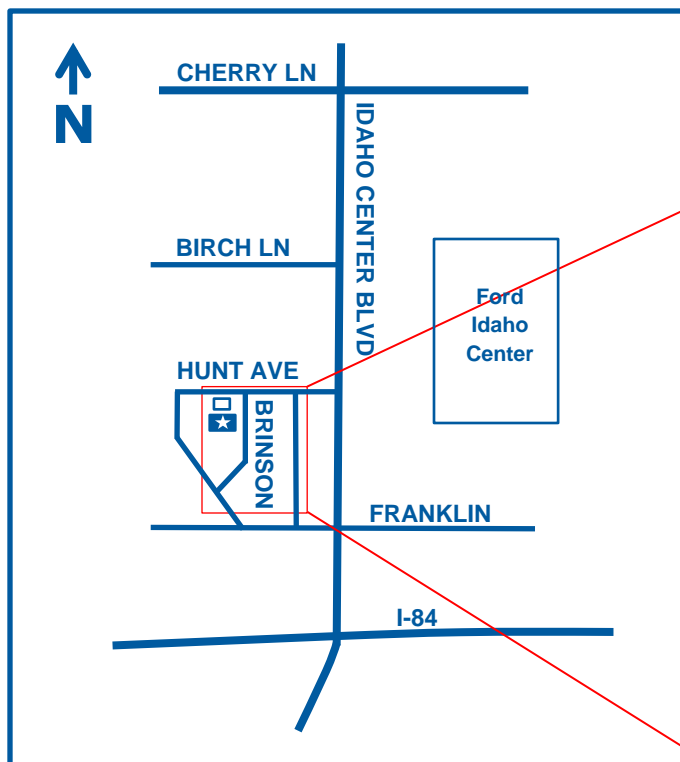 CHERRY LN
N
IDAHO CENTER BLVD
BIRCH LN
Ford
Idaho
Center
HUNT AVE
BRINSON
FRANKLIN
I-84